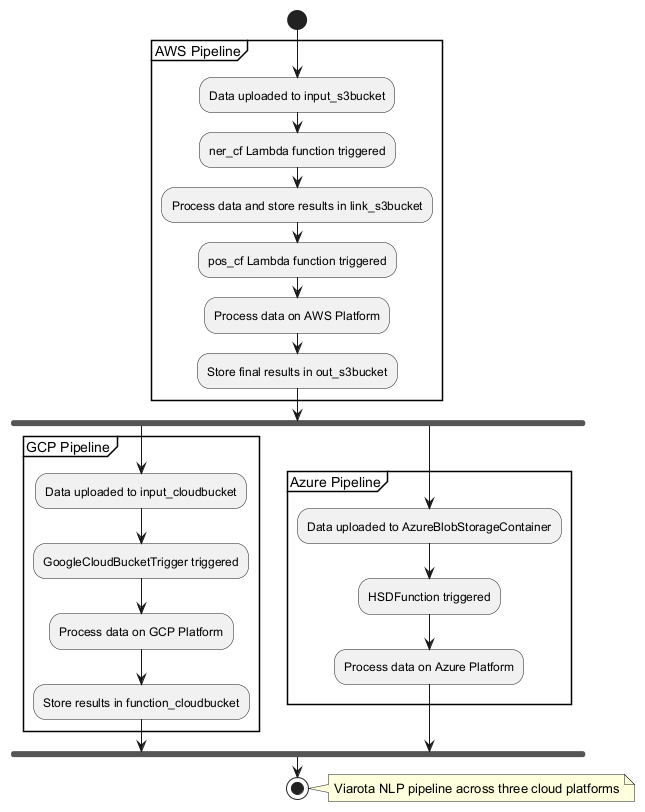 AWS Pipeline
Data uploaded to input_s3bucket
ner_cf Lambda function triggered
Process data and store results in link_s3bucket
pos_cf Lambda function triggered
Process data on AWS Platform
Store final results in out_s3bucket
GCP Pipeline
Data uploaded to input_cloudbucket
GoogleCloudBucketTrigger triggered
Process data on GCP Platform
Store results in function_cloudbucket
Azure Pipeline
Data uploaded to AzureBlobStorageContainer
HSDFunction triggered
Process data on Azure Platform
Viarota NLP pipeline across three cloud platforms